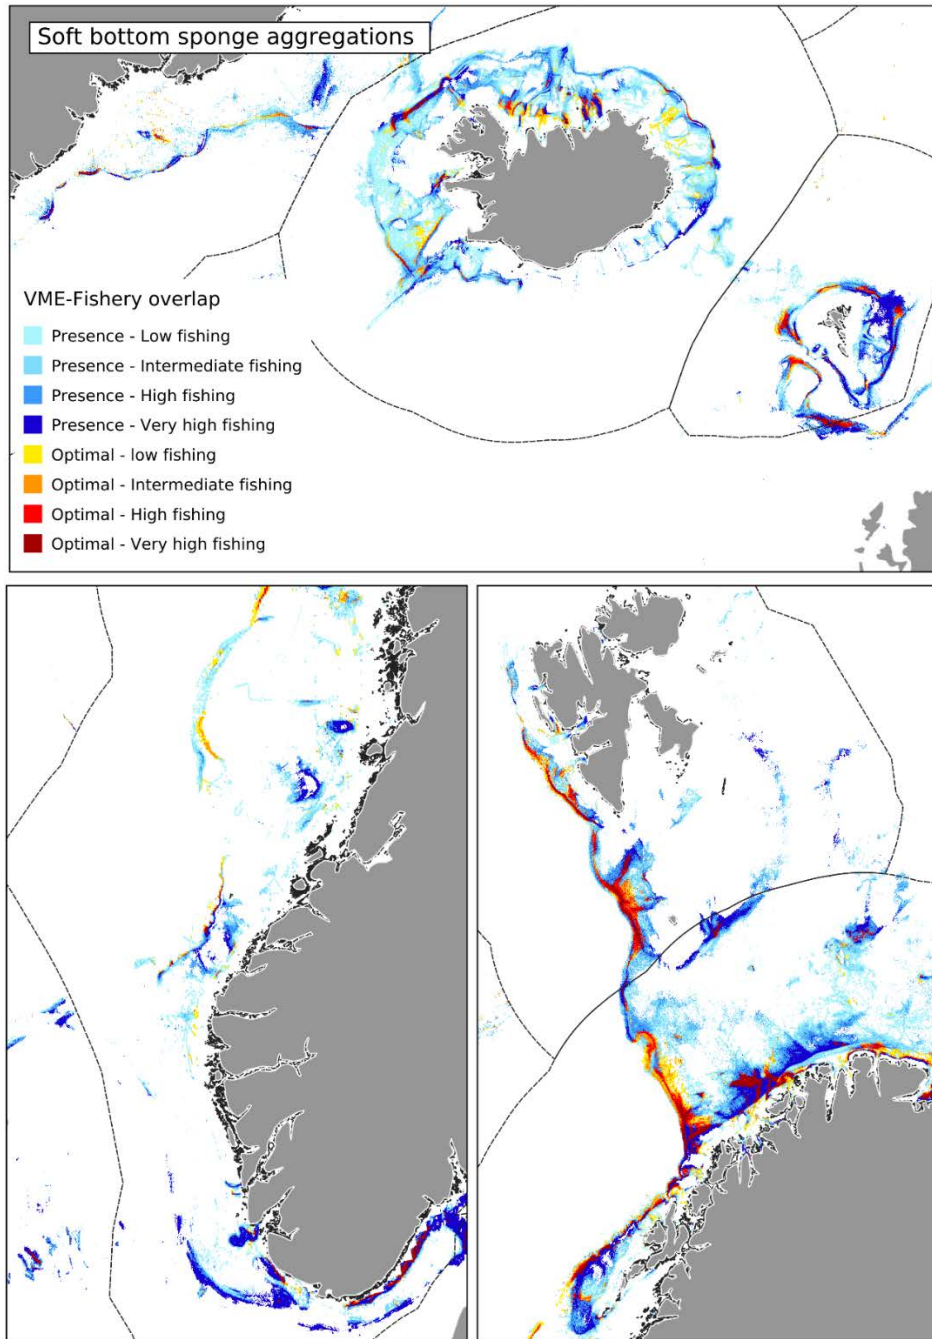 Soft bottom sponge aggregations
VME-Fishery overlap
Presence - Low fishing
Presence - Intermediate fishing
Presence - High fishing
Presence - Very high fishing
Optimal - low fishing
Optimal - Intermediate fishing
Optimal - High fishing
Optimal - Very high fishing